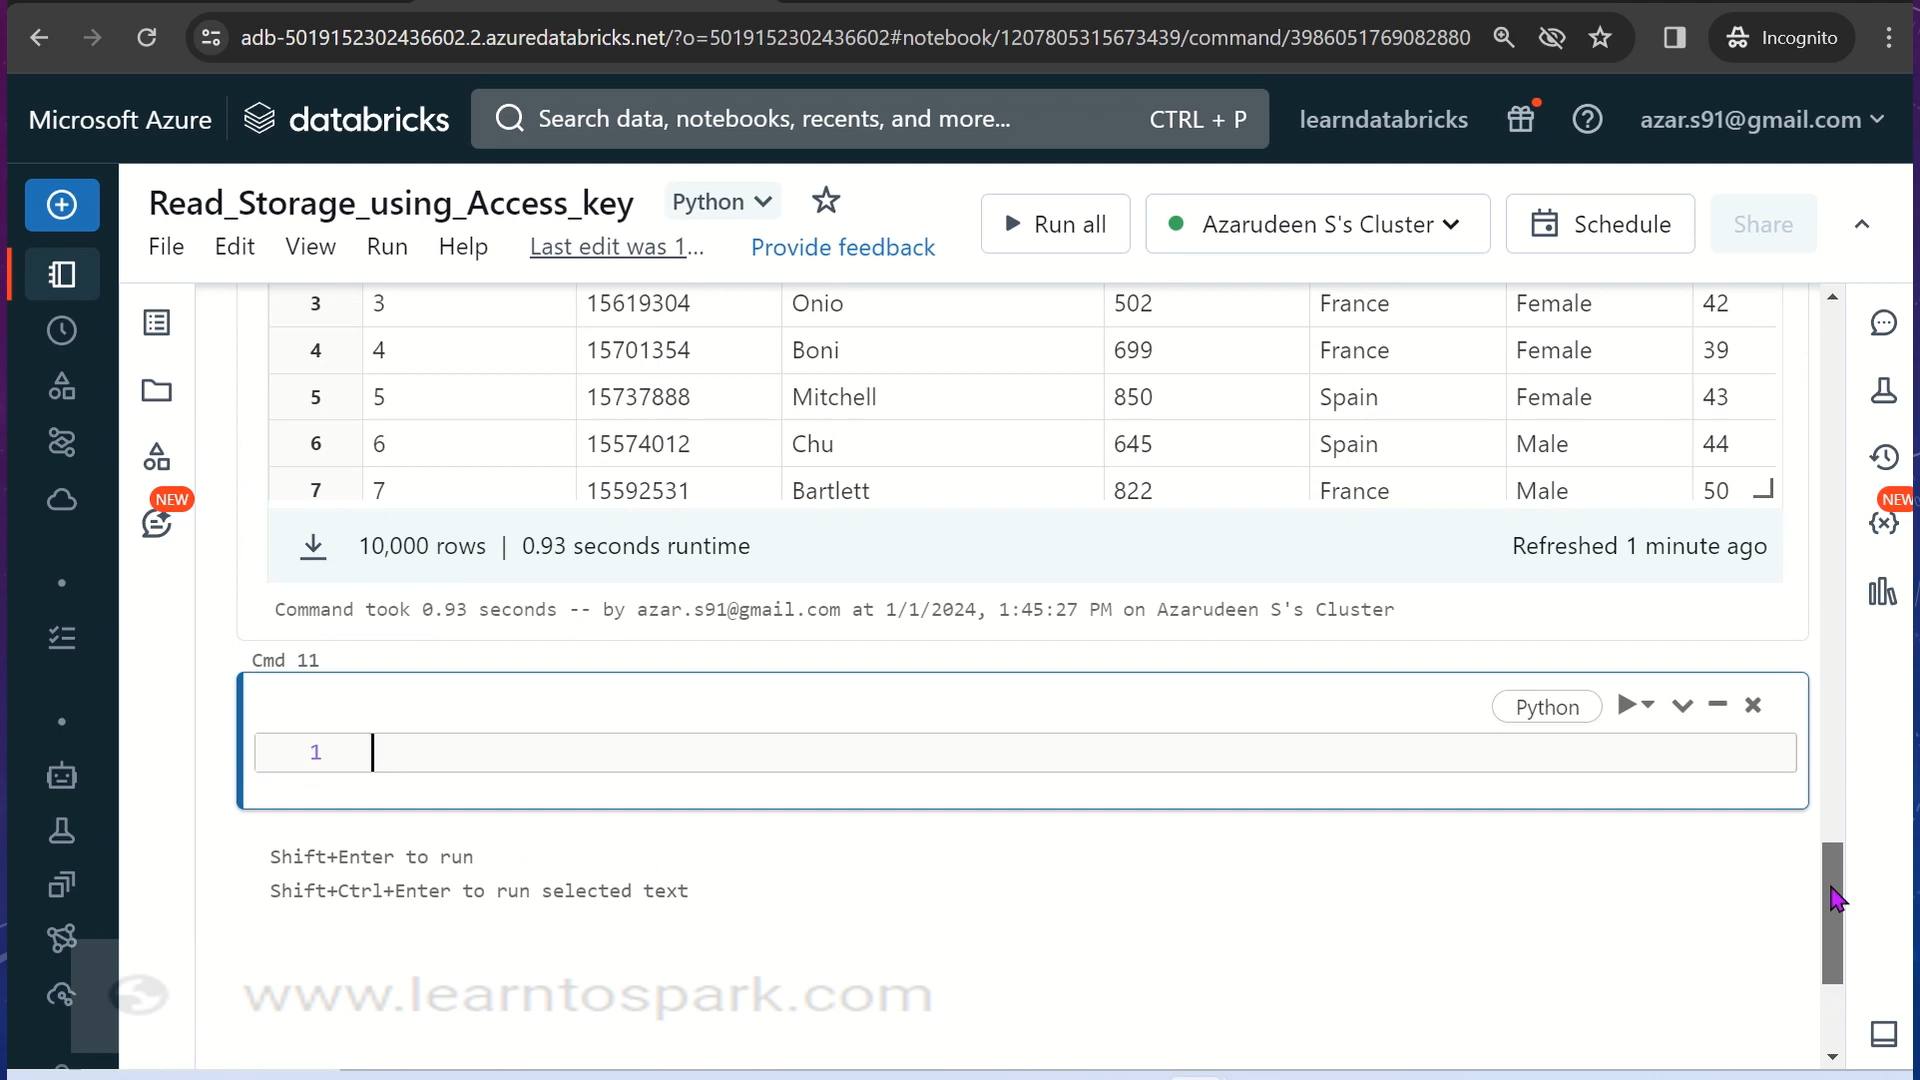 adb-5019152302436602.2.azuredatabricks.net/?o=5019152302436602#notebook/1207805315673439/command/3986051769082880
Incognito
Microsoft Azure
databricks
Search data, notebooks, recents, and more...
CTRL + P
learndatabricks
azar.s91@gmail.com
Read_Storage_using_Access_key
Python
File Edit View Run Help
Last edit was 1...
Provide feedback
Run all
Azarudeen S's Cluster
Schedule
Share
3 3 15619304 Onio 502 France Female 42
4 4 15701354 Boni 699 France Female 39
5 5 15737888 Mitchell 850 Spain Female 43
6 6 15574012 Chu 645 Spain Male 44
7 7 15592531 Bartlett 822 France Male 50
NEW
NEW
10,000 rows | 0.93 seconds runtime
Refreshed 1 minute ago
Command took 0.93 seconds -- by azar.s91@gmail.com at 1/1/2024, 1:45:27 PM on Azarudeen S's Cluster
Cmd 11
Python
1
Shift+Enter to run
Shift+Ctrl+Enter to run selected text
www.learntospark.com